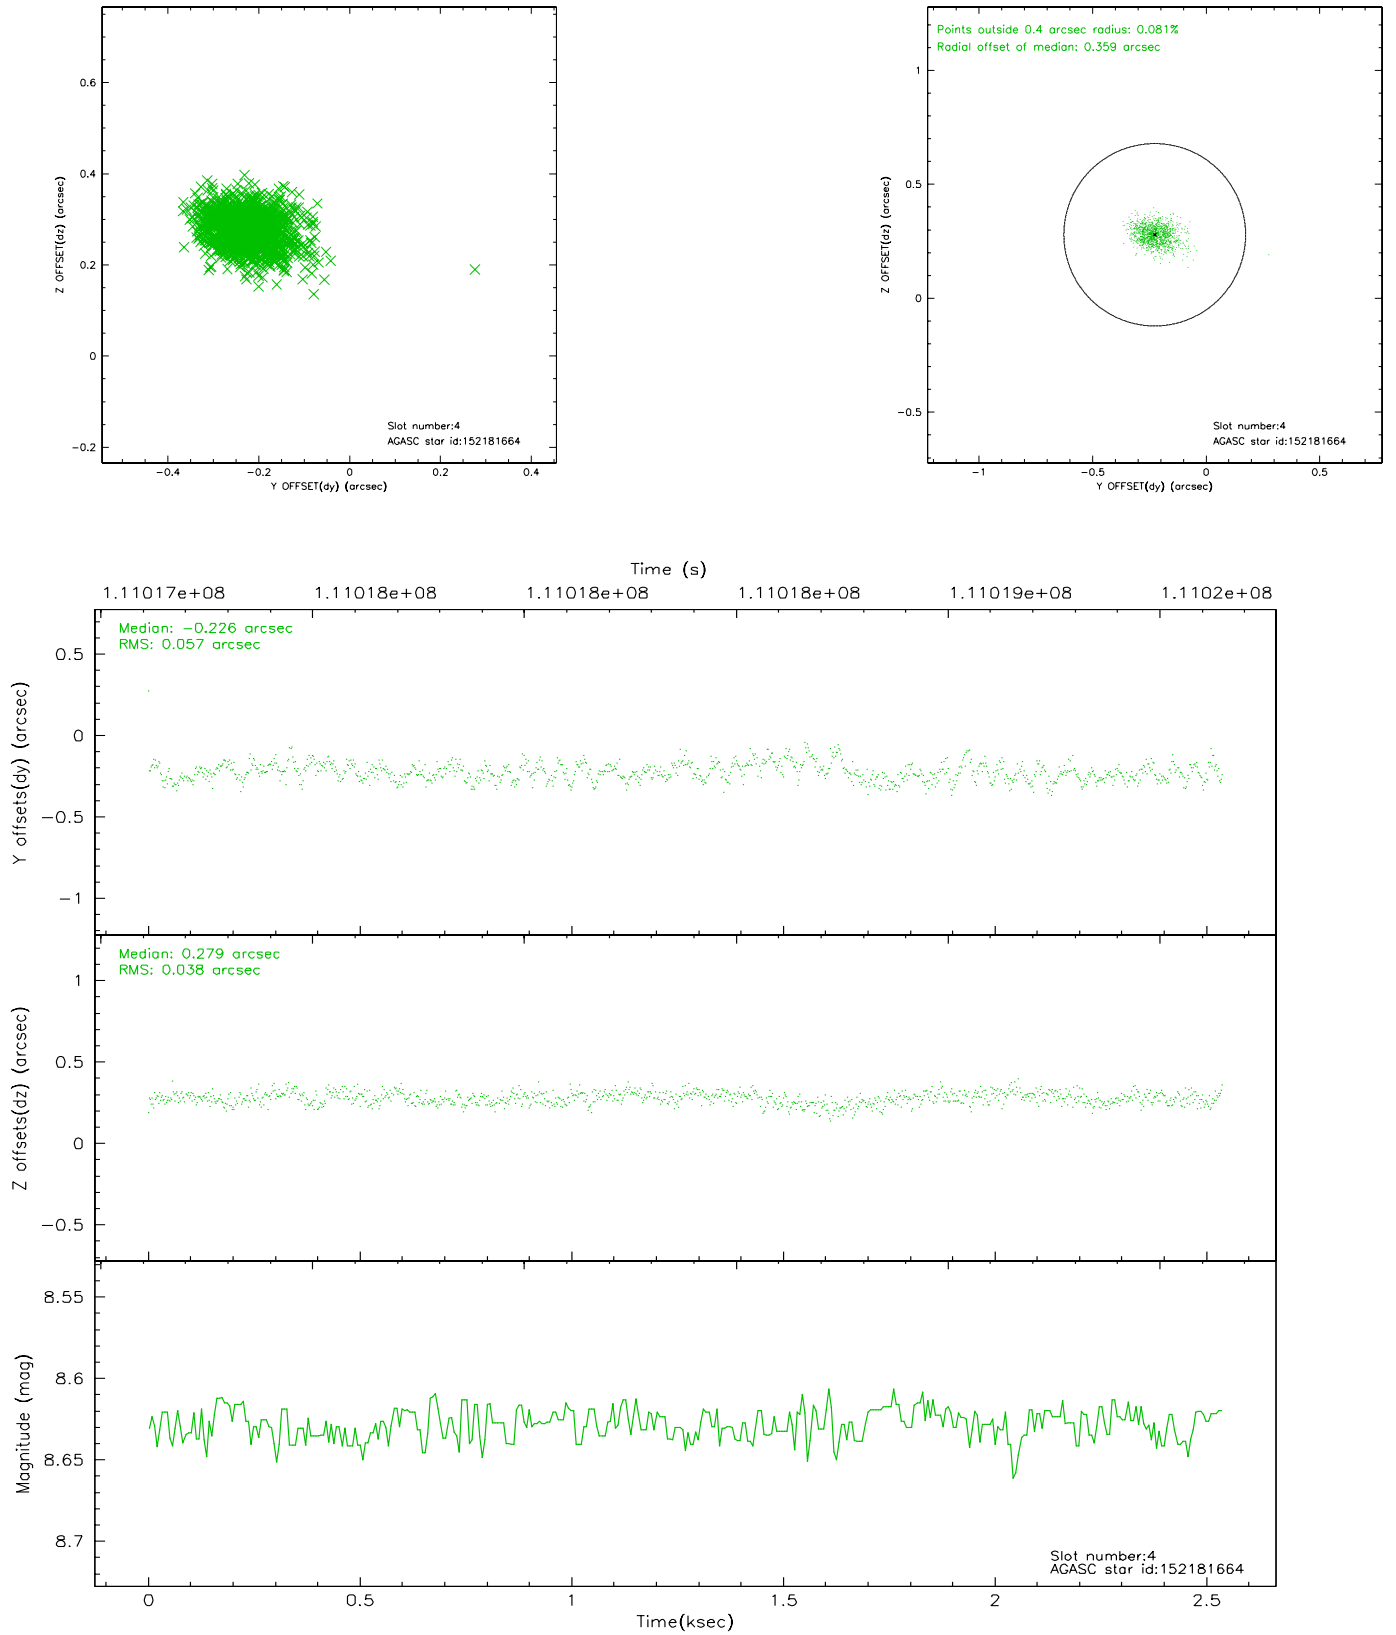 0.6
0.4
0.2
0
−0.2
Z OFFSET(dz) (arcsec)
−0.4
−0.2
0
0.2
0.4
Y OFFSET(dy) (arcsec)
Slot number:4
AGASC star id:152181664
Points outside 0.4 arcsec radius: 0.081%
Radial offset of median: 0.359 arcsec
1
0.5
0
−0.5
Z OFFSET(dz) (arcsec)
−1
−0.5
0
0.5
Y OFFSET(dy) (arcsec)
Slot number:4
AGASC star id:152181664
Time (s)
1.11017e+08
1.11018e+08
1.11018e+08
1.11018e+08
1.11019e+08
1.1102e+08
Median: −0.226 arcsec
RMS: 0.057 arcsec
0.5
0
−0.5
−1
Y offsets(dy) (arcsec)
Median: 0.279 arcsec
RMS: 0.038 arcsec
1
0.5
0
−0.5
Z offsets(dz) (arcsec)
8.55
8.6
8.65
8.7
Magnitude (mag)
Slot number:4
AGASC star id:152181664
0
0.5
1
1.5
2
2.5
Time(ksec)